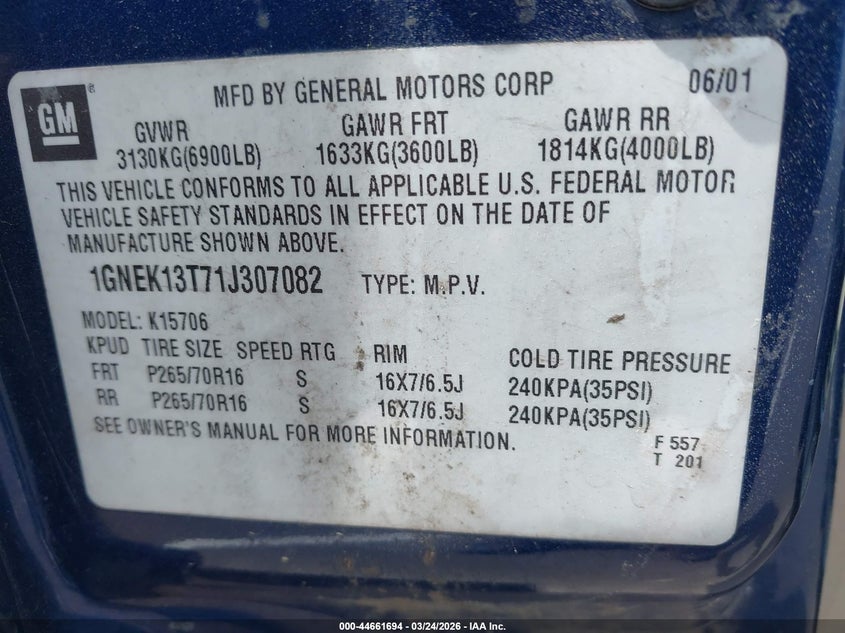 GM ®
MFD BY GENERAL MOTORS CORP 06/01
GVWR GAWR FRT GAWR RR
3130KG(6900LB) 1633KG(3600LB) 1814KG(4000LB)
THIS VEHICLE CONFORMS TO ALL APPLICABLE U.S. FEDERAL MOTOR
VEHICLE SAFETY STANDARDS IN EFFECT ON THE DATE OF
MANUFACTURE SHOWN ABOVE.
1GNEK13T71J307082 TYPE: M.P.V.
MODEL: K15706
KPUD TIRE SIZE SPEED RTG RIM COLD TIRE PRESSURE
FRT P265/70R16 S 16X7/6.5J 240KPA(35PSI)
RR P265/70R16 S 16X7/6.5J 240KPA(35PSI)
SEE OWNER'S MANUAL FOR MORE INFORMATION.
F 557
T 201
000-44661694 — 03/24/2026 — IAA Inc.